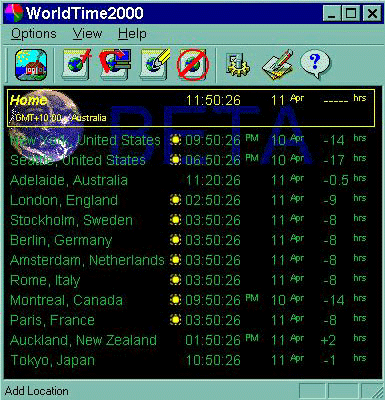 WorldTime2000
Options View Help
Home 11:50:26 11 Apr ----- hrs
GMT+10:00 Australia
BETA
New York, United States 09:50:26 PM 10 Apr -14 hrs
Seattle, United States 06:50:26 PM 10 Apr -17 hrs
Adelaide, Australia 11:20:26 11 Apr -0.5 hrs
London, England 02:50:26 11 Apr -9 hrs
Stockholm, Sweden 03:50:26 11 Apr -8 hrs
Berlin, Germany 03:50:26 11 Apr -8 hrs
Amsterdam, Netherlands 03:50:26 11 Apr -8 hrs
Rome, Italy 03:50:26 11 Apr -8 hrs
Montreal, Canada 09:50:26 PM 10 Apr -14 hrs
Paris, France 03:50:26 11 Apr -8 hrs
Auckland, New Zealand 01:50:26 PM 11 Apr +2 hrs
Tokyo, Japan 10:50:26 11 Apr -1 hrs
Add Location